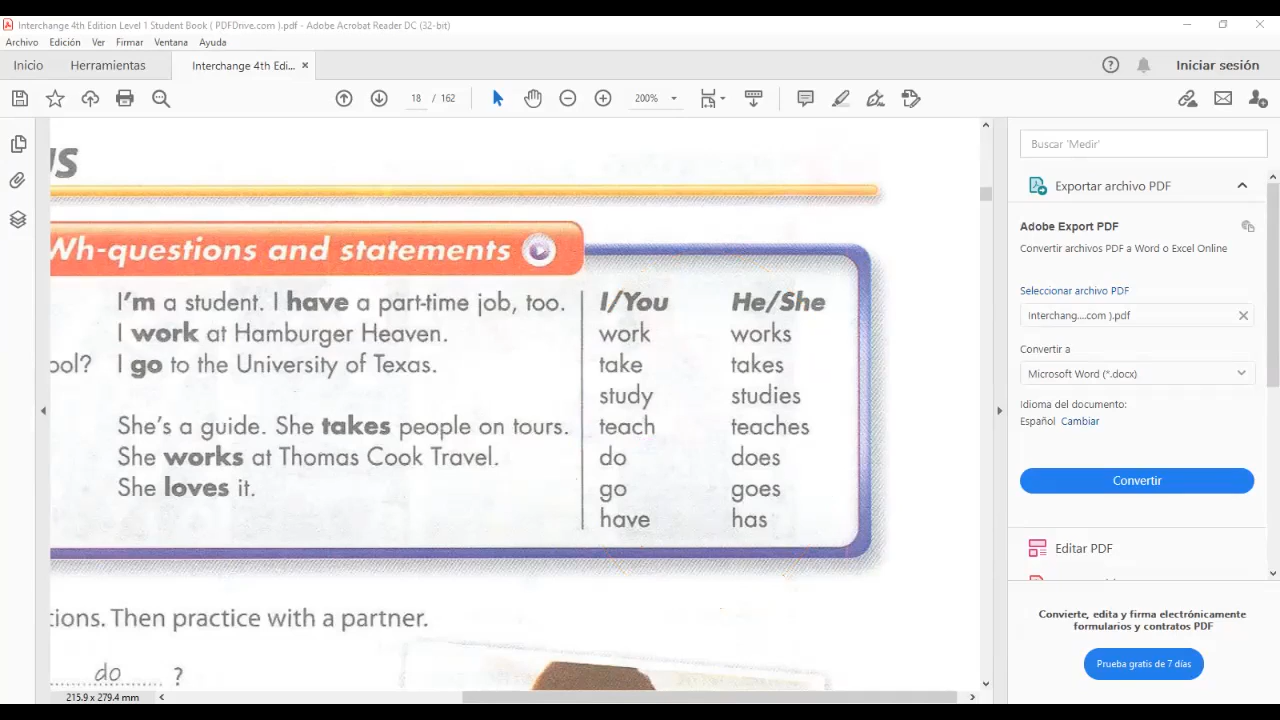 Interchange 4th Edition Level 1 Student Book ( PDFDrive.com ).pdf - Adobe Acrobat Reader DC (32-bit)
Archivo Edición Ver Firmar Ventana Ayuda
Inicio Herramientas Interchange 4th Edi... × Iniciar sesión
18 / 162 200%
Wh-questions and statements
I'm a student. I have a part-time job, too.
I work at Hamburger Heaven.
ool? I go to the University of Texas.
She's a guide. She takes people on tours.
She works at Thomas Cook Travel.
She loves it.
I/You He/She
work works
take takes
study studies
teach teaches
do does
go goes
have has
tions. Then practice with a partner.
do ?
215.9 x 279.4 mm
Buscar 'Medir'
Exportar archivo PDF
Adobe Export PDF
Convertir archivos PDF a Word o Excel Online
Seleccionar archivo PDF
Interchang....com ).pdf
Convertir a
Microsoft Word (*.docx)
Idioma del documento:
Español Cambiar
Convertir
Editar PDF
Convierte, edita y firma electrónicamente
formularios y contratos PDF
Prueba gratis de 7 días